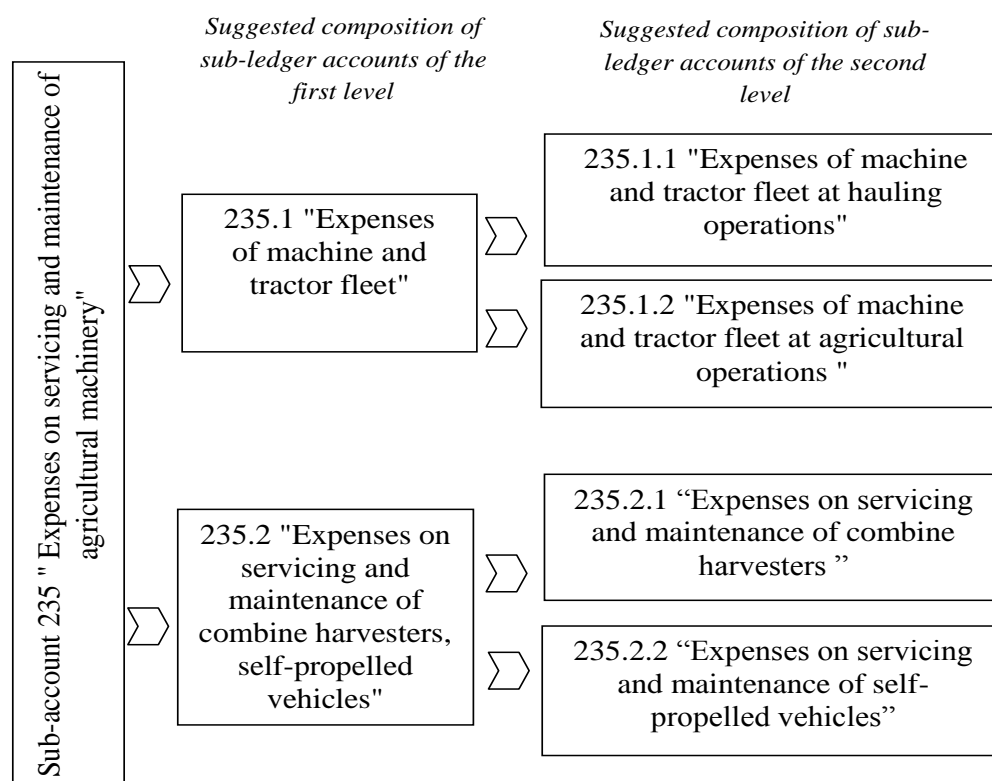 Suggested composition of
sub-ledger accounts of the
first level
Suggested composition of sub-
ledger accounts of the second
level
Sub-account 235 " Expenses on servicing and maintenance of
agricultural machinery"
235.1 "Expenses
of machine and
tractor fleet"
235.1.1 "Expenses of machine
and tractor fleet at hauling
operations"
235.1.2 "Expenses of machine
and tractor fleet at agricultural
operations "
235.2 "Expenses on
servicing and
maintenance of
combine harvesters,
self-propelled
vehicles"
235.2.1 “Expenses on servicing
and maintenance of combine
harvesters ”
235.2.2 “Expenses on servicing
and maintenance of self-
propelled vehicles”